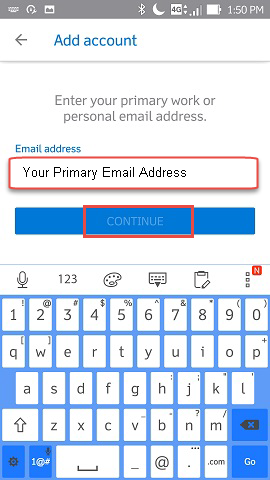 4G 1:50 PM
Add account
Enter your primary work or
personal email address.
Email address
Your Primary Email Address
CONTINUE
123 N
! @ # $ % ^ & * ( )
1 2 3 4 5 6 7 8 9 0
q w e r t y u i o p
a s d f g h j k l
z x c v b n m
1@# _ @ . .com Go